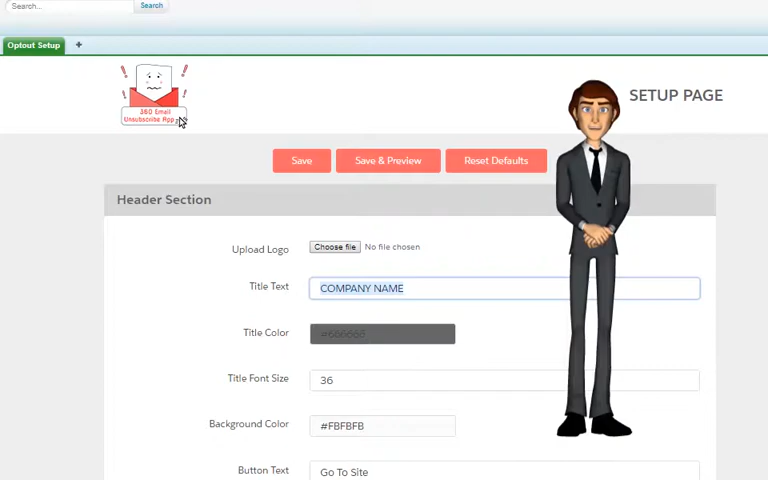 Search...
Search
Optout Setup
+
360 Email
Unsubscribe App
SETUP PAGE
Save
Save & Preview
Reset Defaults
Header Section
Upload Logo
Choose file
No file chosen
Title Text
COMPANY NAME
Title Color
#666666
Title Font Size
36
Background Color
#FBFBFB
Button Text
Go To Site